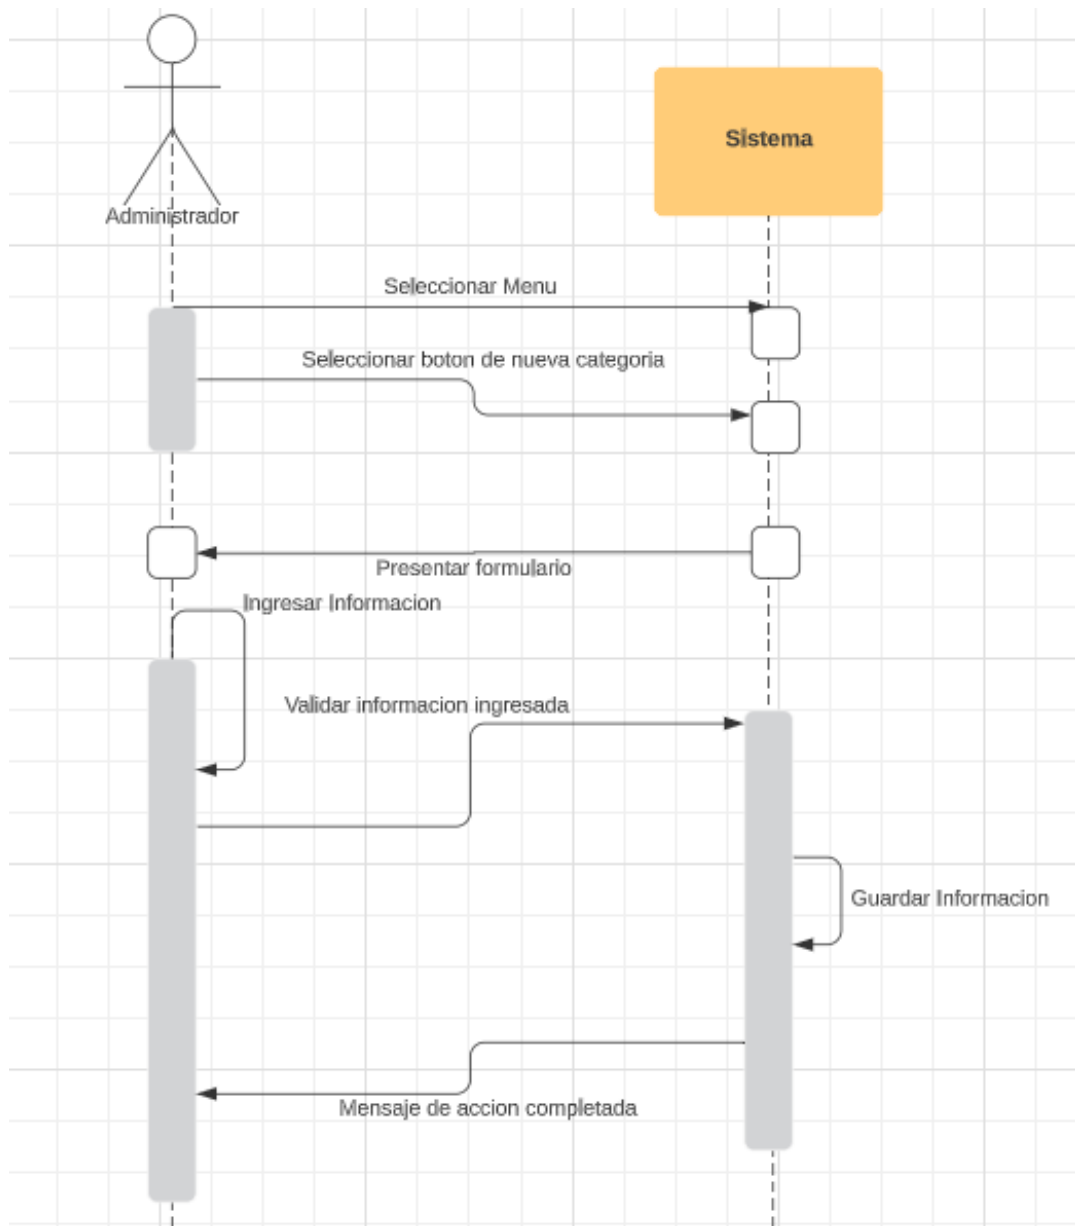 Sistema
Administrador
Seleccionar Menu
Seleccionar boton de nueva categoria
Presentar formulario
Ingresar Informacion
Validar informacion ingresada
Guardar Informacion
Mensaje de accion completada